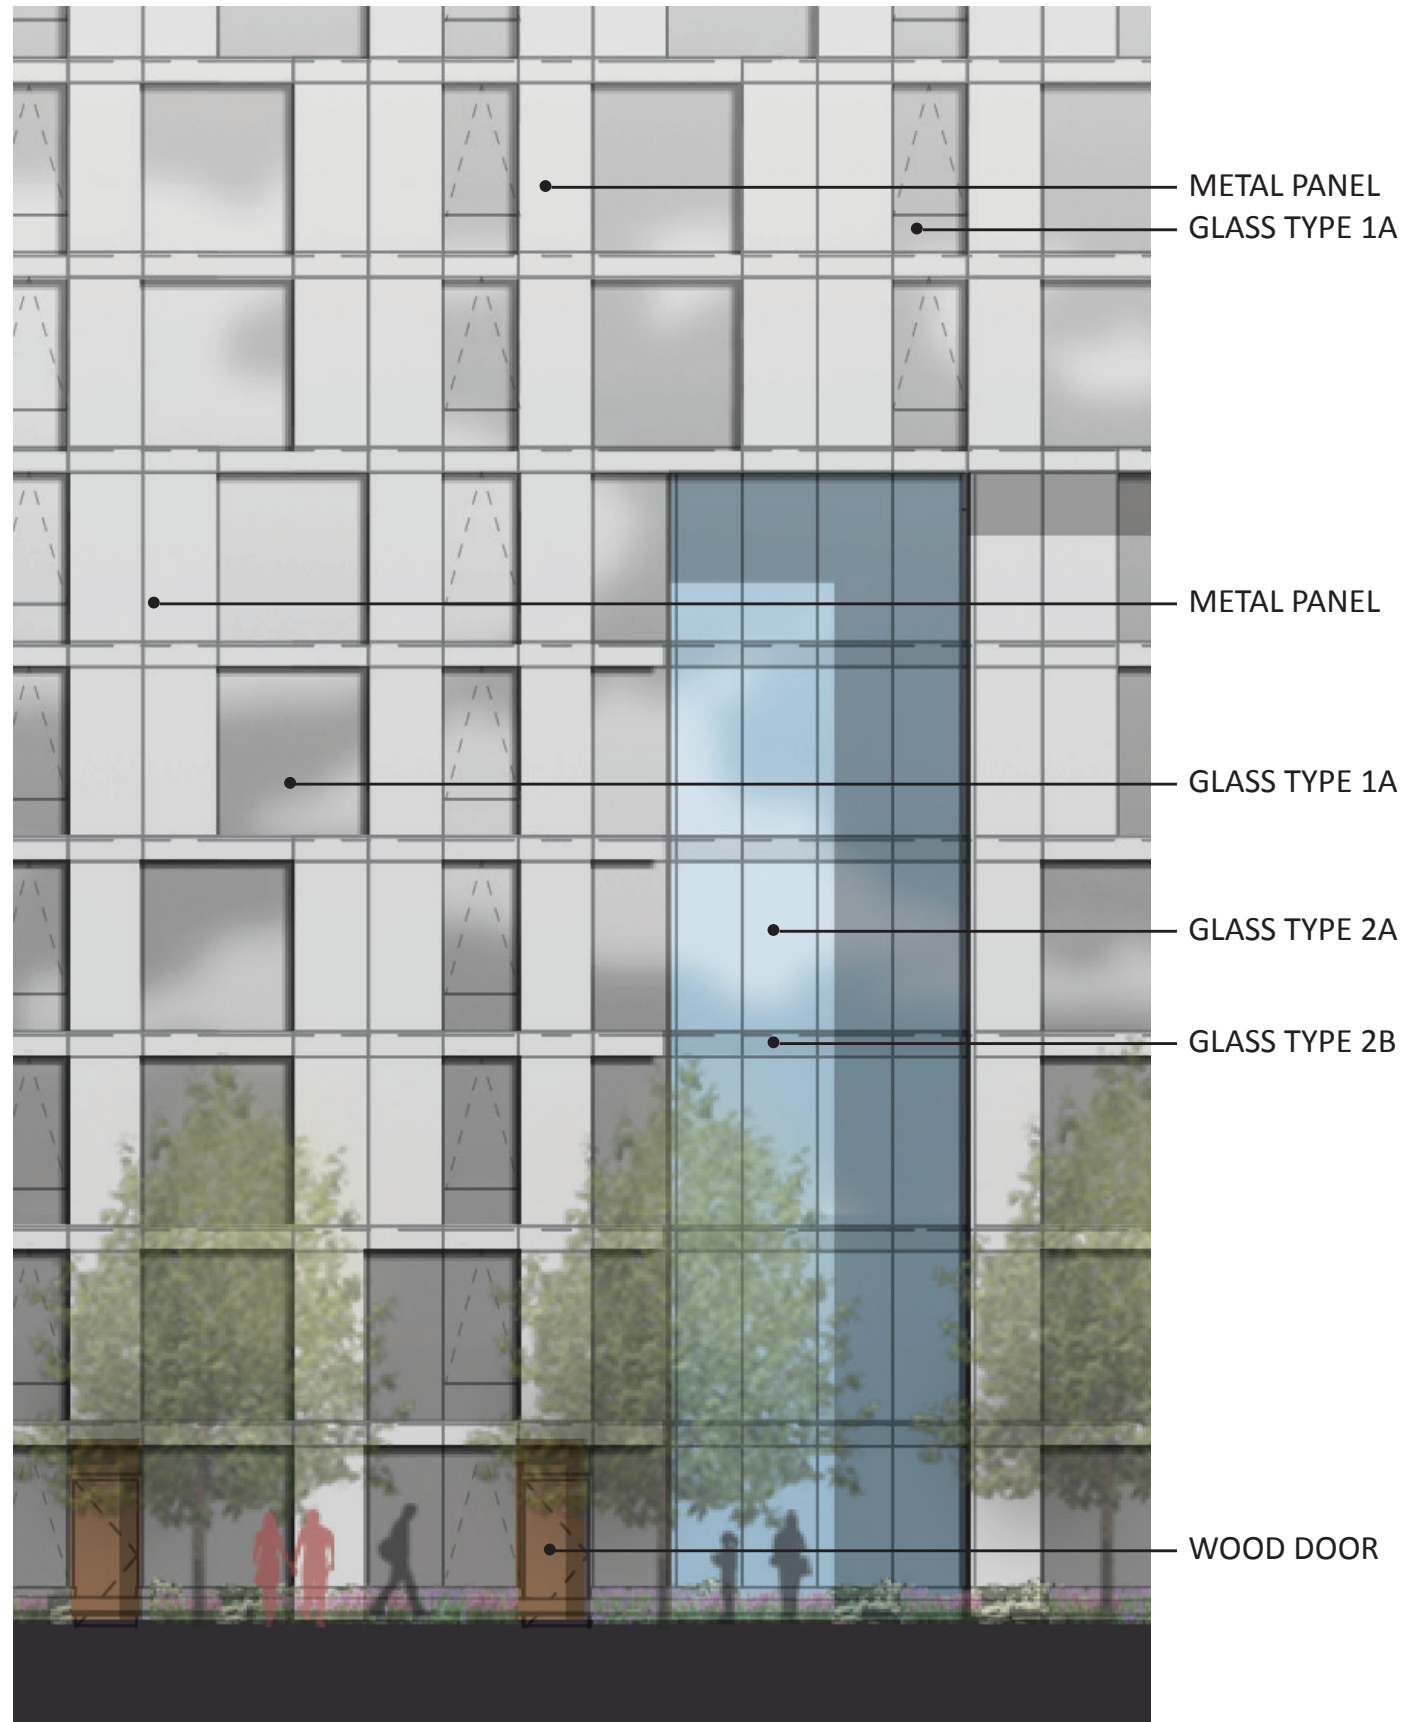 METAL PANEL
GLASS TYPE 1A
METAL PANEL
GLASS TYPE 1A
GLASS TYPE 2A
GLASS TYPE 2B
WOOD DOOR